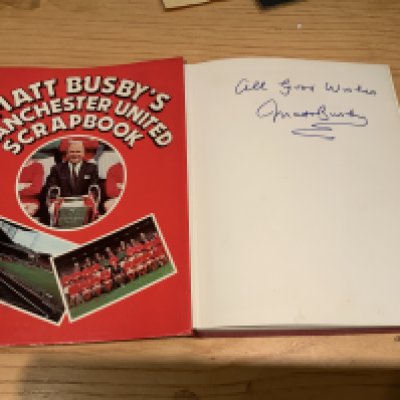 MATT BUSBY'S
MANCHESTER UNITED
SCRAPBOOK
All Good Wishes
Matt Busby